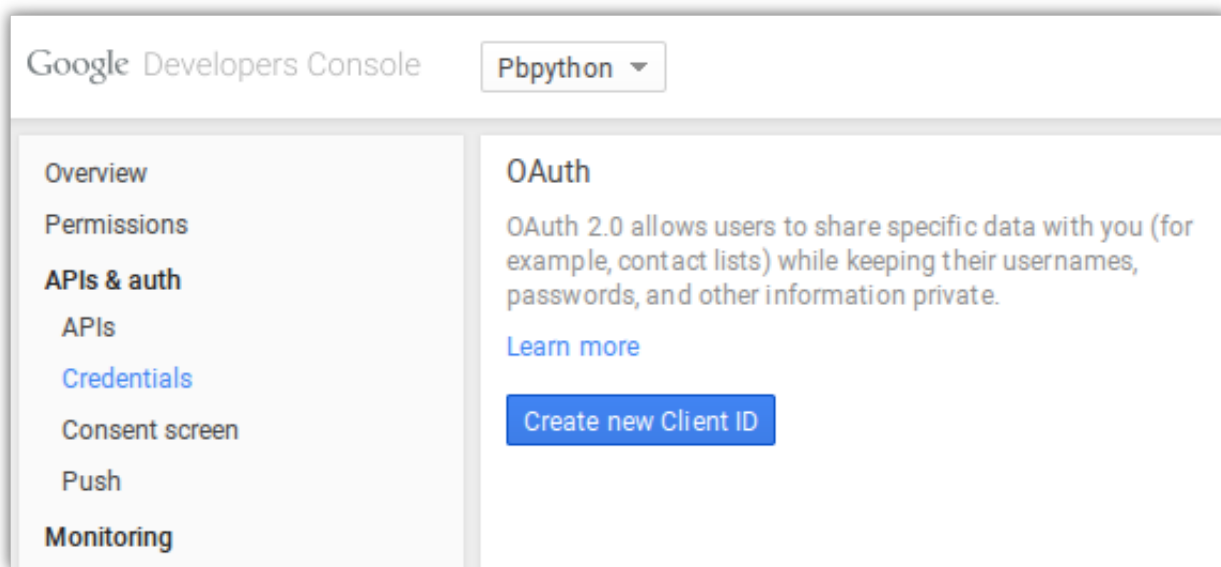 Google Developers Console
Pbpython
Overview
Permissions
APIs & auth
APIs
Credentials
Consent screen
Push
Monitoring
OAuth
OAuth 2.0 allows users to share specific data with you (for
example, contact lists) while keeping their usernames,
passwords, and other information private.
Learn more
Create new Client ID